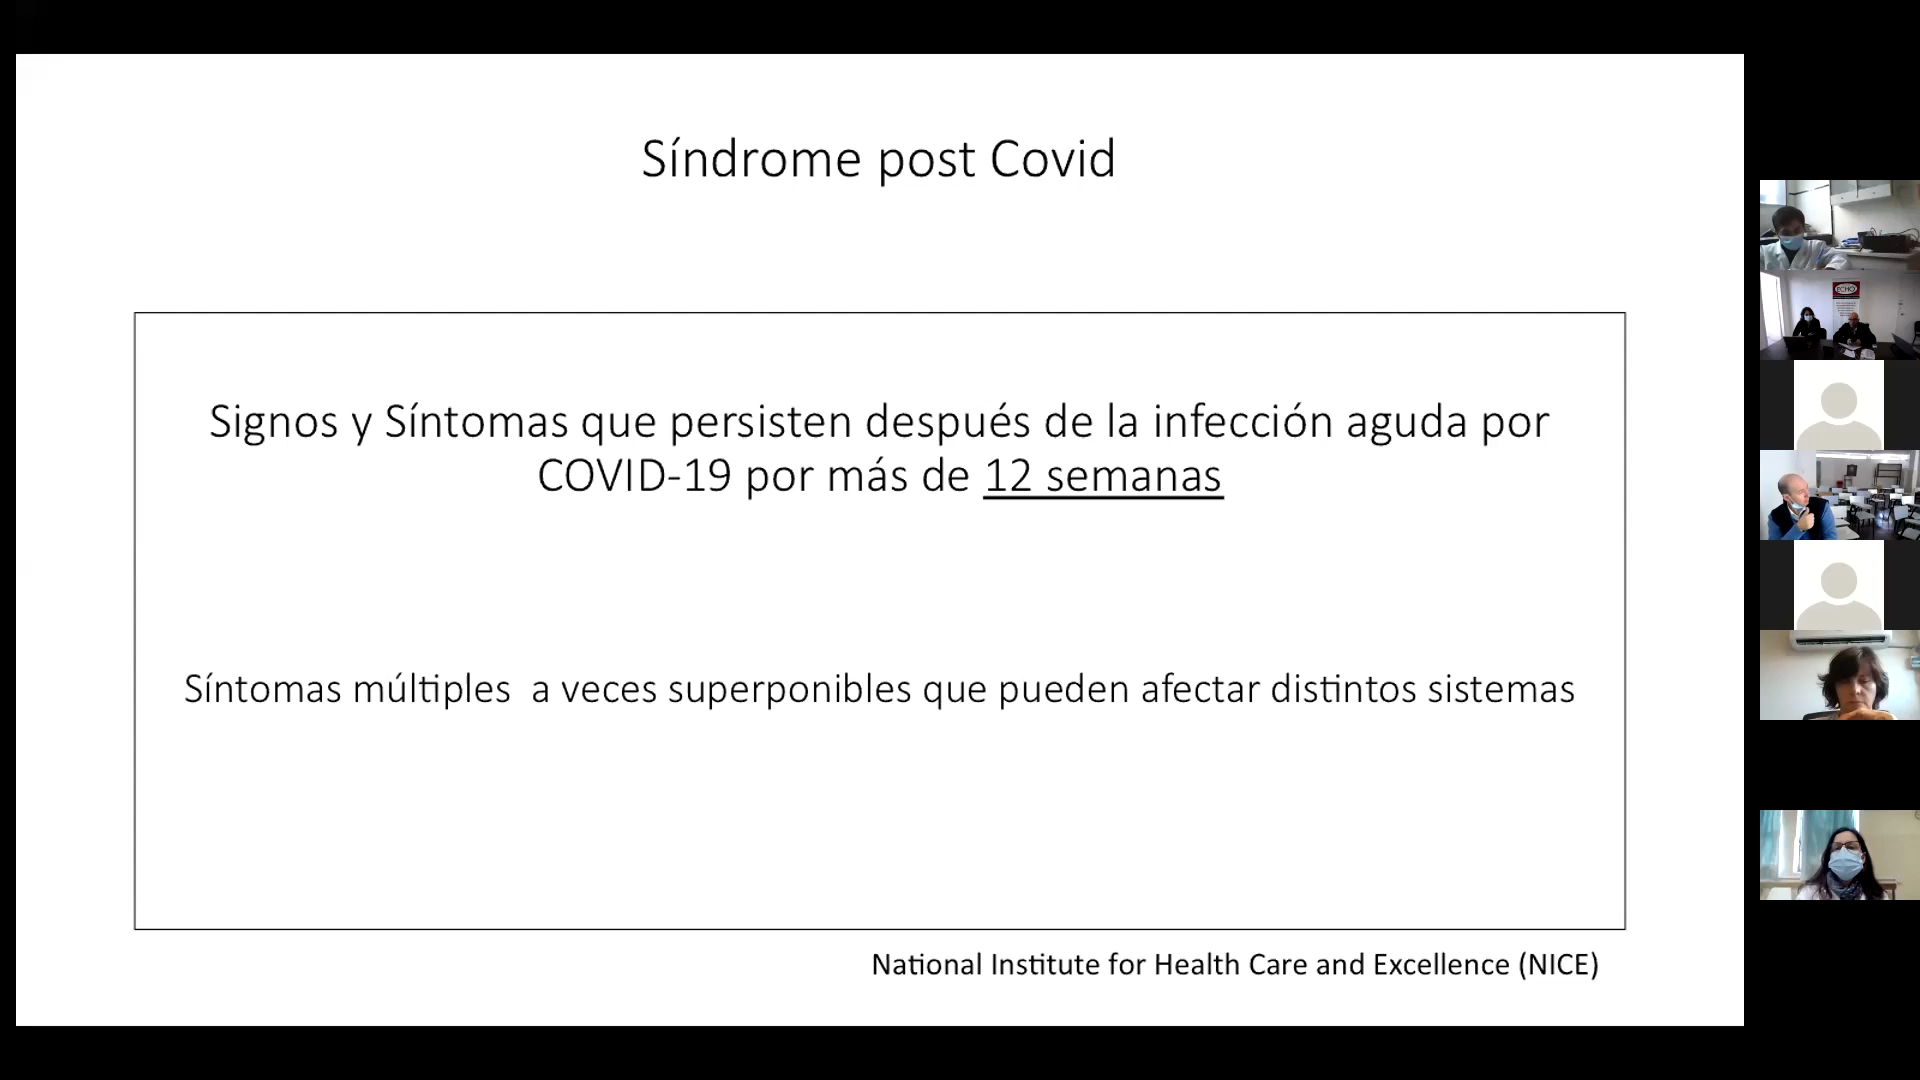 Síndrome post Covid
Signos y Síntomas que persisten después de la infección aguda por
COVID-19 por más de 12 semanas
Síntomas múltiples a veces superponibles que pueden afectar distintos sistemas
National Institute for Health Care and Excellence (NICE)
ECHO